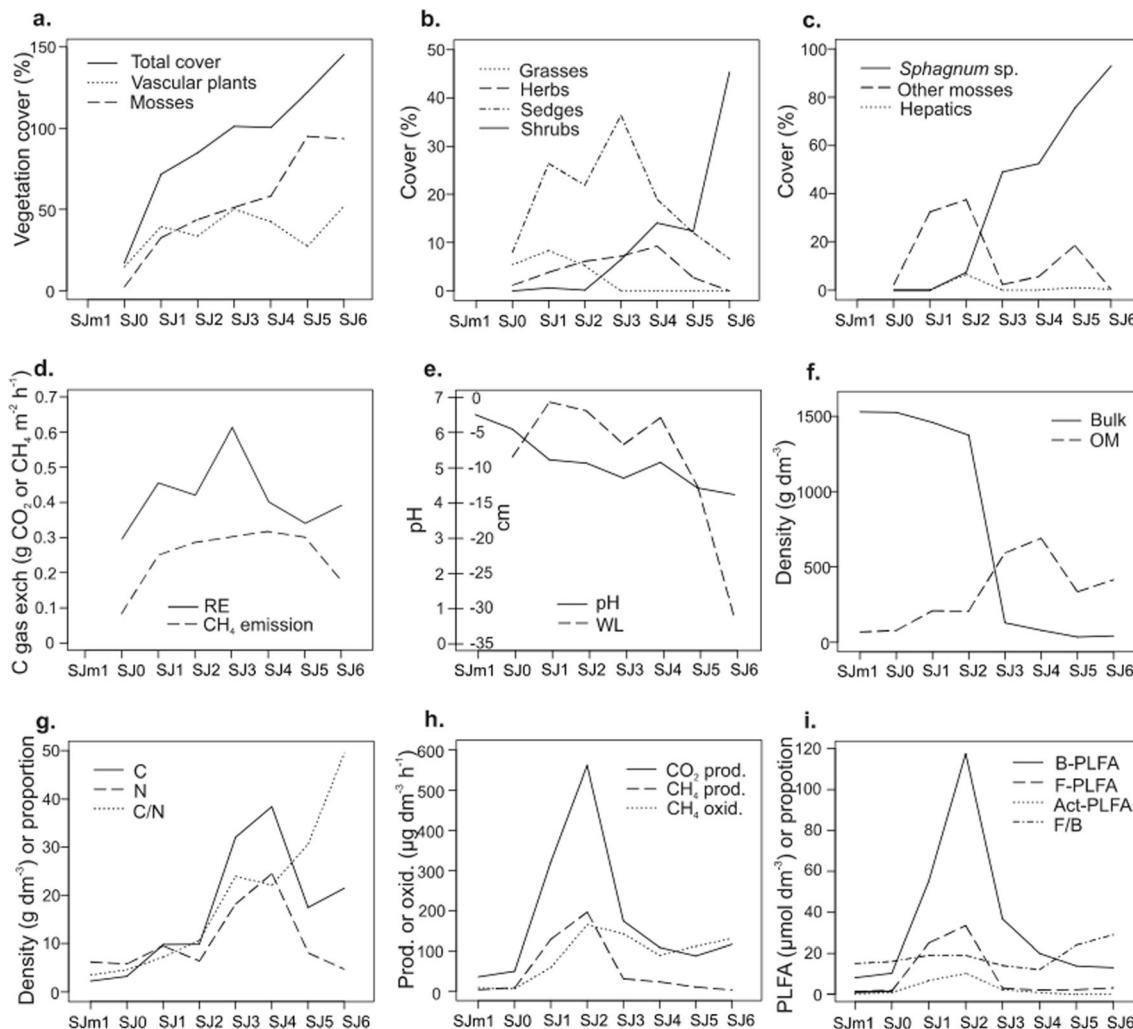 a.
Vegetation cover (%)
150
100
50
0
Total cover
Vascular plants
Mosses
SJm1 SJ0 SJ1 SJ2 SJ3 SJ4 SJ5 SJ6
b.
Cover (%)
50
40
30
20
10
0
Grasses
Herbs
Sedges
Shrubs
SJm1 SJ0 SJ1 SJ2 SJ3 SJ4 SJ5 SJ6
c.
Cover (%)
100
80
60
40
20
0
Sphagnum sp.
Other mosses
Hepatics
SJm1 SJ0 SJ1 SJ2 SJ3 SJ4 SJ5 SJ6
d.
C gas exch (g CO₂ or CH₄ m⁻² h⁻¹)
0.7
0.6
0.5
0.4
0.3
0.2
0.1
0
RE
CH₄ emission
SJm1 SJ0 SJ1 SJ2 SJ3 SJ4 SJ5 SJ6
e.
pH
7
6
5
4
3
2
1
0
cm
0
-5
-10
-15
-20
-25
-30
-35
pH
WL
SJm1 SJ0 SJ1 SJ2 SJ3 SJ4 SJ5 SJ6
f.
Density (g dm⁻³)
1500
1000
500
0
Bulk
OM
SJm1 SJ0 SJ1 SJ2 SJ3 SJ4 SJ5 SJ6
g.
Density (g dm⁻³) or proportion
50
40
30
20
10
0
C
N
C/N
SJm1 SJ0 SJ1 SJ2 SJ3 SJ4 SJ5 SJ6
h.
Prod. or oxid. (µg dm⁻³ h⁻¹)
600
500
400
300
200
100
0
CO₂ prod.
CH₄ prod.
CH₄ oxid.
SJm1 SJ0 SJ1 SJ2 SJ3 SJ4 SJ5 SJ6
i.
PLFA (µmol dm⁻³) or propotion
120
100
80
60
40
20
0
B-PLFA
F-PLFA
Act-PLFA
F/B
SJm1 SJ0 SJ1 SJ2 SJ3 SJ4 SJ5 SJ6